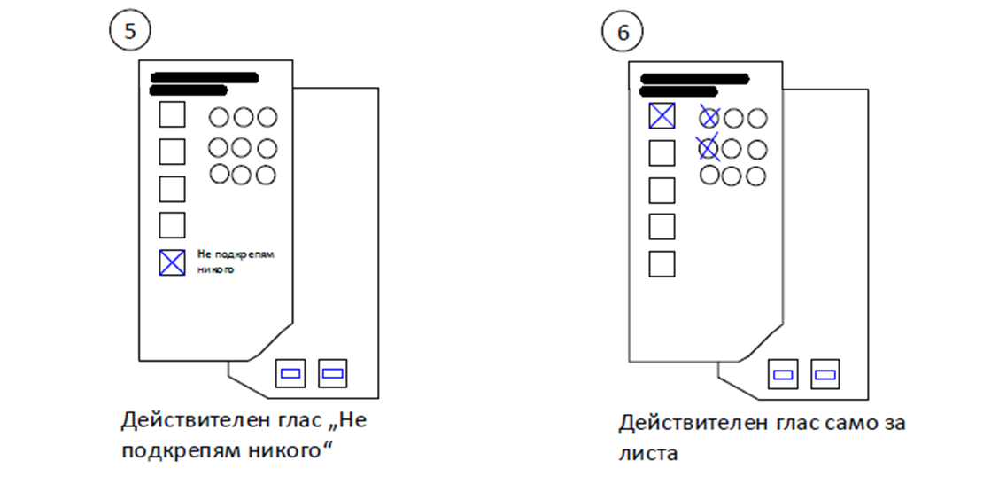 5
6
Не подкрепям
никого
Действителен глас „Не
подкрепям никого“
Действителен глас само за
листа